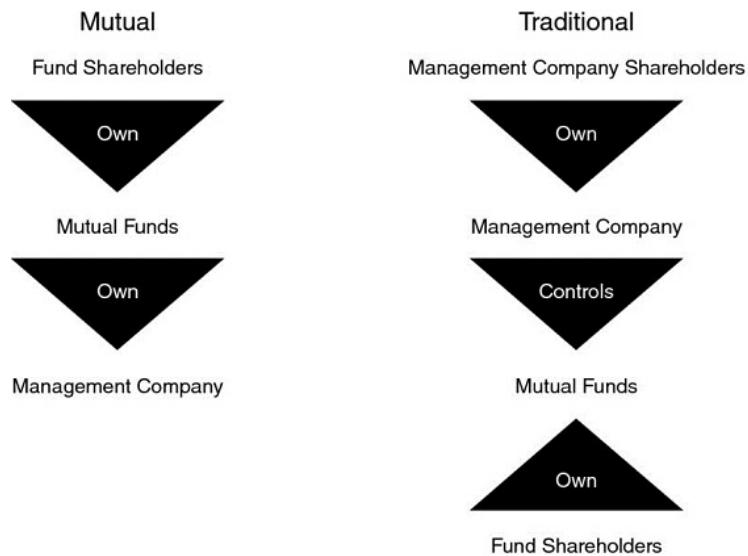 Mutual
Fund Shareholders
Own
Mutual Funds
Own
Management Company
Traditional
Management Company Shareholders
Own
Management Company
Controls
Mutual Funds
Own
Fund Shareholders